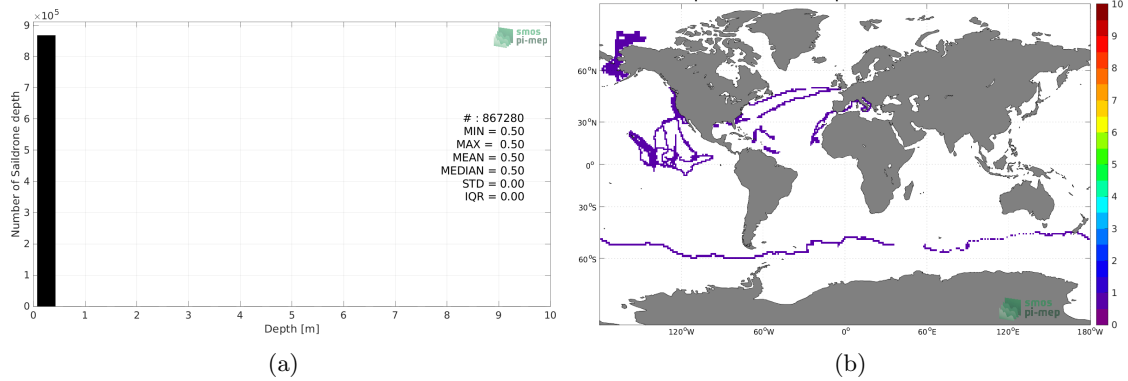 ×10⁵
9
8
7
6
5
4
3
2
1
0
Number of Saildrone depth
smos
pi-mep
# : 867280
MIN = 0.50
MAX = 0.50
MEAN = 0.50
MEDIAN = 0.50
STD = 0.00
IQR = 0.00
0 1 2 3 4 5 6 7 8 9 10
Depth [m]
(a)
60°N
30°N
0°
30°S
60°S
120°W 60°W 0° 60°E 120°E 180°W
smos
pi-mep
10
9
8
7
6
5
4
3
2
1
0
(b)